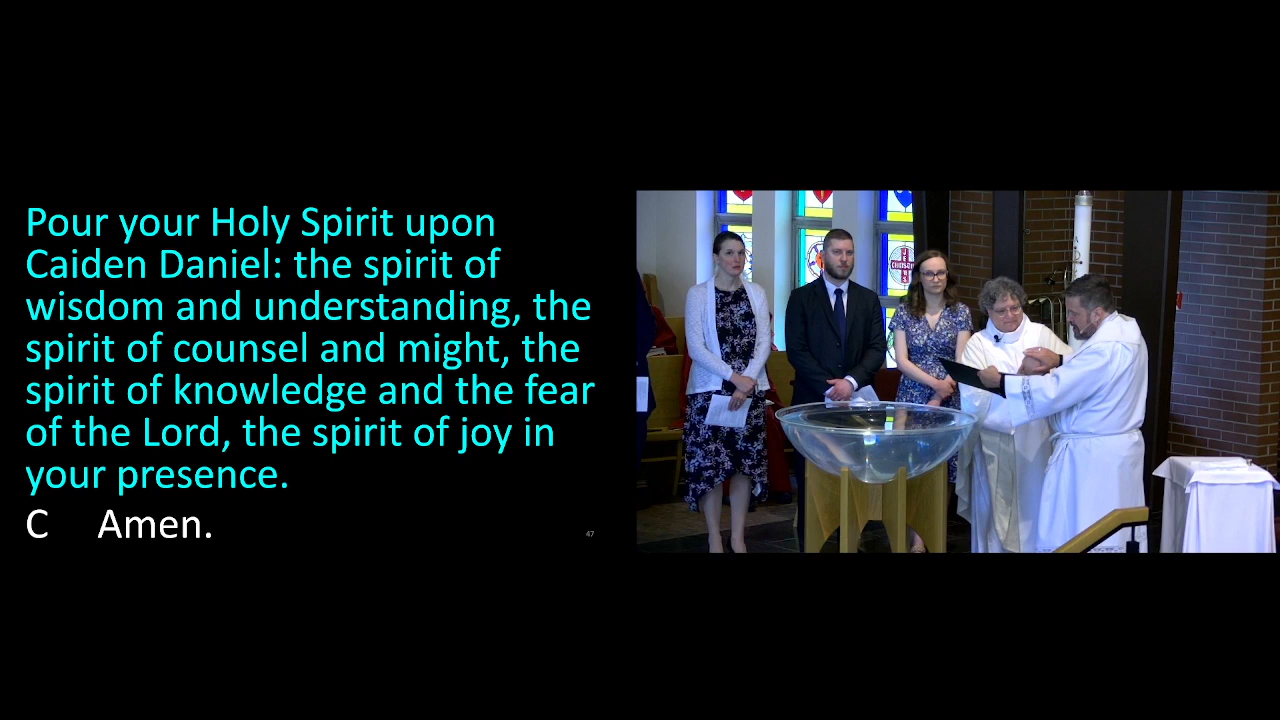 Pour your Holy Spirit upon
Caiden Daniel: the spirit of
wisdom and understanding, the
spirit of counsel and might, the
spirit of knowledge and the fear
of the Lord, the spirit of joy in
your presence.
C Amen.
47